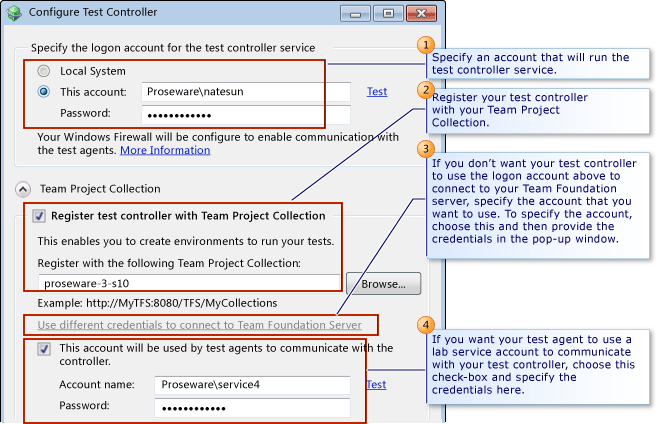 Configure Test Controller
Specify the logon account for the test controller service
Local System
This account:
Proseware\natesun
Test
Password:
••••••••••••
Your Windows Firewall will be configure to enable communication with
the test agents. More Information
Team Project Collection
Register test controller with Team Project Collection
This enables you to create environments to run your tests.
Register with the following Team Project Collection:
proseware-3-s10
Browse...
Example: http://MyTFS:8080/TFS/MyCollections
Use different credentials to connect to Team Foundation Server
This account will be used by test agents to communicate with the
controller.
Account name:
Proseware\service4
Test
Password:
••••••••••••
1
Specify an account that will run the
test controller service.
2
Register your test controller
with your Team Project
Collection.
3
If you don’t want your test controller
to use the logon account above to
connect to your Team Foundation
server, specify the account that you
want to use. To specify the account,
choose this and then provide the
credentials in the pop-up window.
4
If you want your test agent to use a
lab service account to communicate
with your test controller, choose this
check-box and specify the
credentials here.